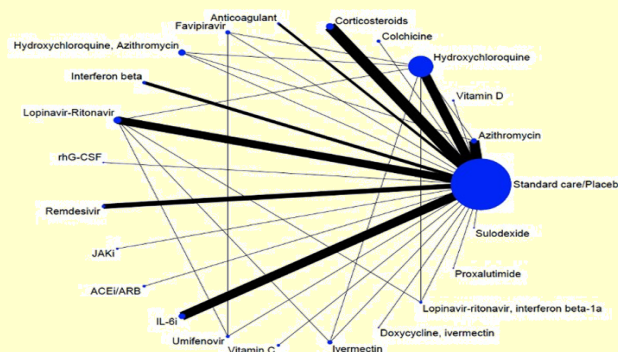 Anticoagulant
Corticosteroids
Favipiravir
Colchicine
Hydroxychloroquine, Azithromycin
Hydroxychloroquine
Interferon beta
Vitamin D
Lopinavir-Ritonavir
Azithromycin
rhG-CSF
Standard care/Placeb
Remdesivir
Sulodexide
JAKi
Proxalutimide
ACEi/ARB
Lopinavir-ritonavir, interferon beta-1a
IL-6i
Doxycycline, ivermectin
Umifenovir
Vitamin C
Ivermectin